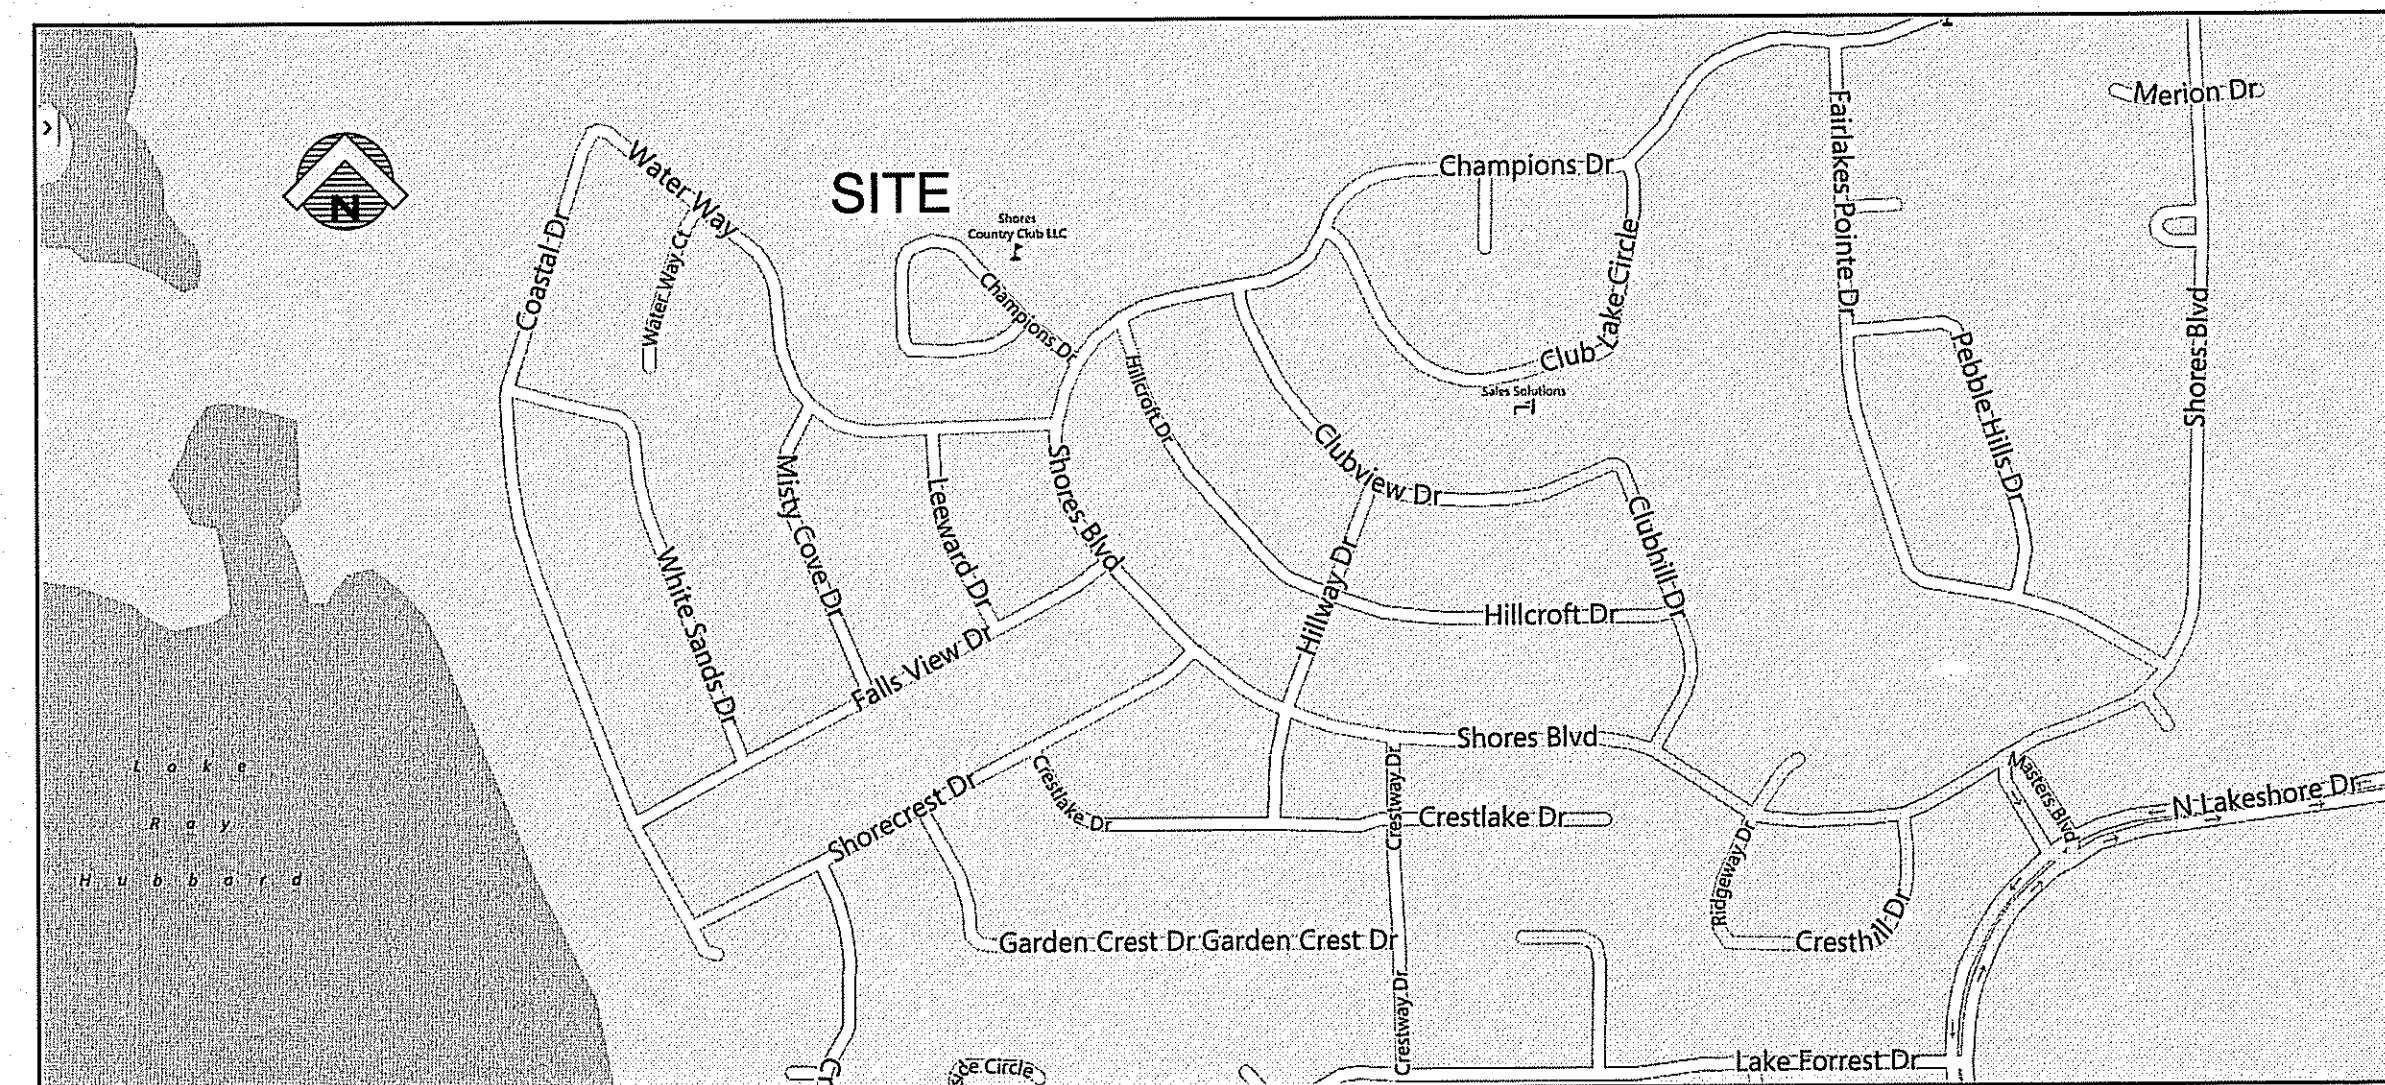 Merion Dr
Fairlakes Pointe Dr
Water Way
Champions Dr
SITE
N
Shores
Country Club LLC
Coastal Dr
Water Way Ct
Champions Dr
Club Lake Circle
Shores Blvd
Hillcroft Dr
Pebble Hills Dr
Sales Solutions
Clubview Dr
Misty Cove Dr
Leeward Dr
Shores Blvd
Clubhill Dr
White Sands Dr
Hillway Dr
Hillcroft Dr
Falls View Dr
Shores Blvd
Lake
Ray
Hubbard
Crestlake Dr
Crestway Dr
Masters Blvd
N Lakeshore Dr
Shorecrest Dr
Crestlake Dr
Ridgeway Dr
Garden Crest Dr Garden Crest Dr
Cresthill Dr
Crestway Dr
Lake Forrest Dr
Circle